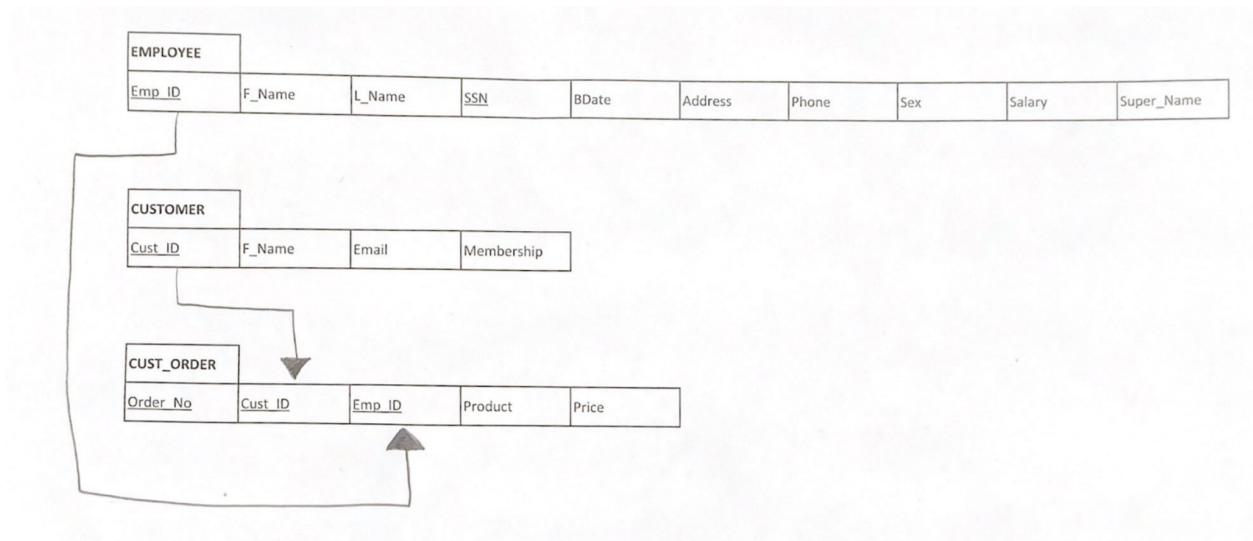 EMPLOYEE
Emp_ID F_Name L_Name SSN BDate Address Phone Sex Salary Super_Name
CUSTOMER
Cust_ID F_Name Email Membership
CUST_ORDER
Order_No Cust_ID Emp_ID Product Price